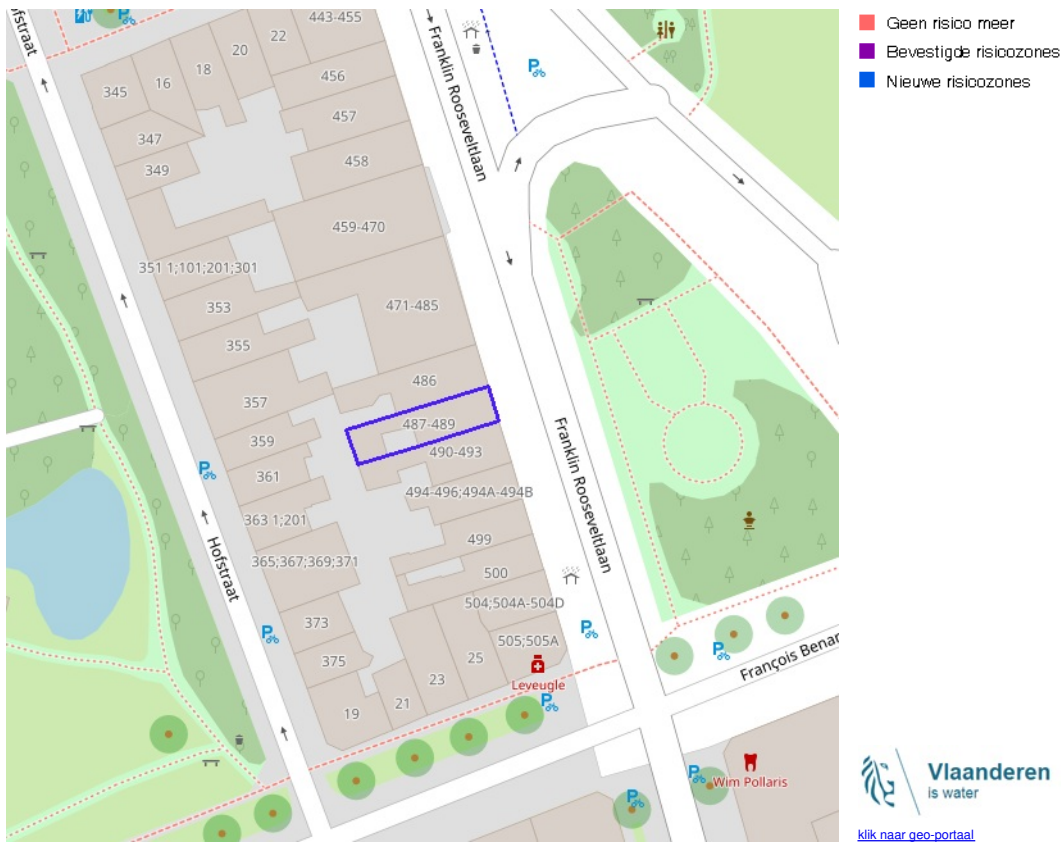 443-455
Hofstraat
Franklin Rooseveltlaan
22
20
18
16
345
456
457
347
458
349
459-470
351 1;101;201;301
353
471-485
355
486
357
487-489
359
490-493
361
494-496;494A-494B
363 1;201
499
365;367;369;371
500
504;504A-504D
373
505;505A
375
25
23
21
19
Leveugle
Hofstraat
Franklin Rooseveltlaan
François Benar
Wim Pollaris
P
P
P
P
P
P
P
P
P
P
Geen risico meer
Bevestigde risicozones
Nieuwe risicozones
Vlaanderen
is water
klik naar geo-portaal